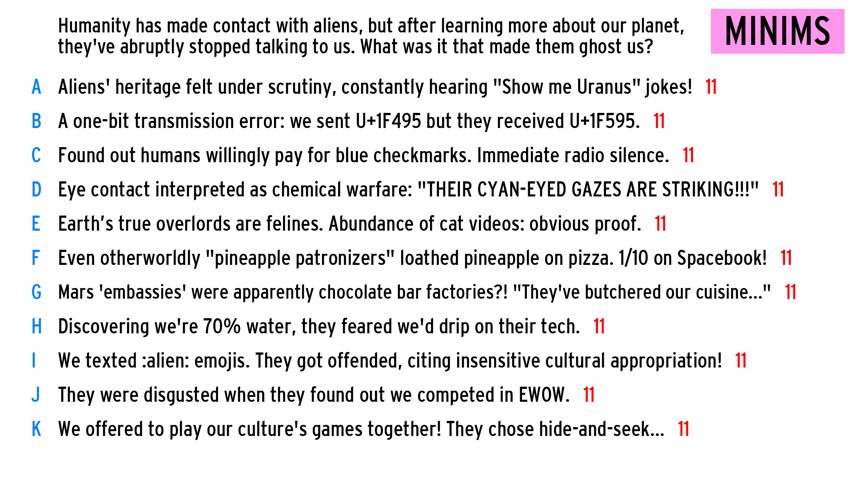 Humanity has made contact with aliens, but after learning more about our planet,
they've abruptly stopped talking to us. What was it that made them ghost us?
MINIMS
A Aliens' heritage felt under scrutiny, constantly hearing "Show me Uranus" jokes! 11
B A one-bit transmission error: we sent U+1F495 but they received U+1F595. 11
C Found out humans willingly pay for blue checkmarks. Immediate radio silence. 11
D Eye contact interpreted as chemical warfare: "THEIR CYAN-EYED GAZES ARE STRIKING!!!" 11
E Earth’s true overlords are felines. Abundance of cat videos: obvious proof. 11
F Even otherworldly "pineapple patronizers" loathed pineapple on pizza. 1/10 on Spacebook! 11
G Mars 'embassies' were apparently chocolate bar factories?! "They've butchered our cuisine..." 11
H Discovering we're 70% water, they feared we'd drip on their tech. 11
I We texted :alien: emojis. They got offended, citing insensitive cultural appropriation! 11
J They were disgusted when they found out we competed in EWOW. 11
K We offered to play our culture's games together! They chose hide-and-seek... 11